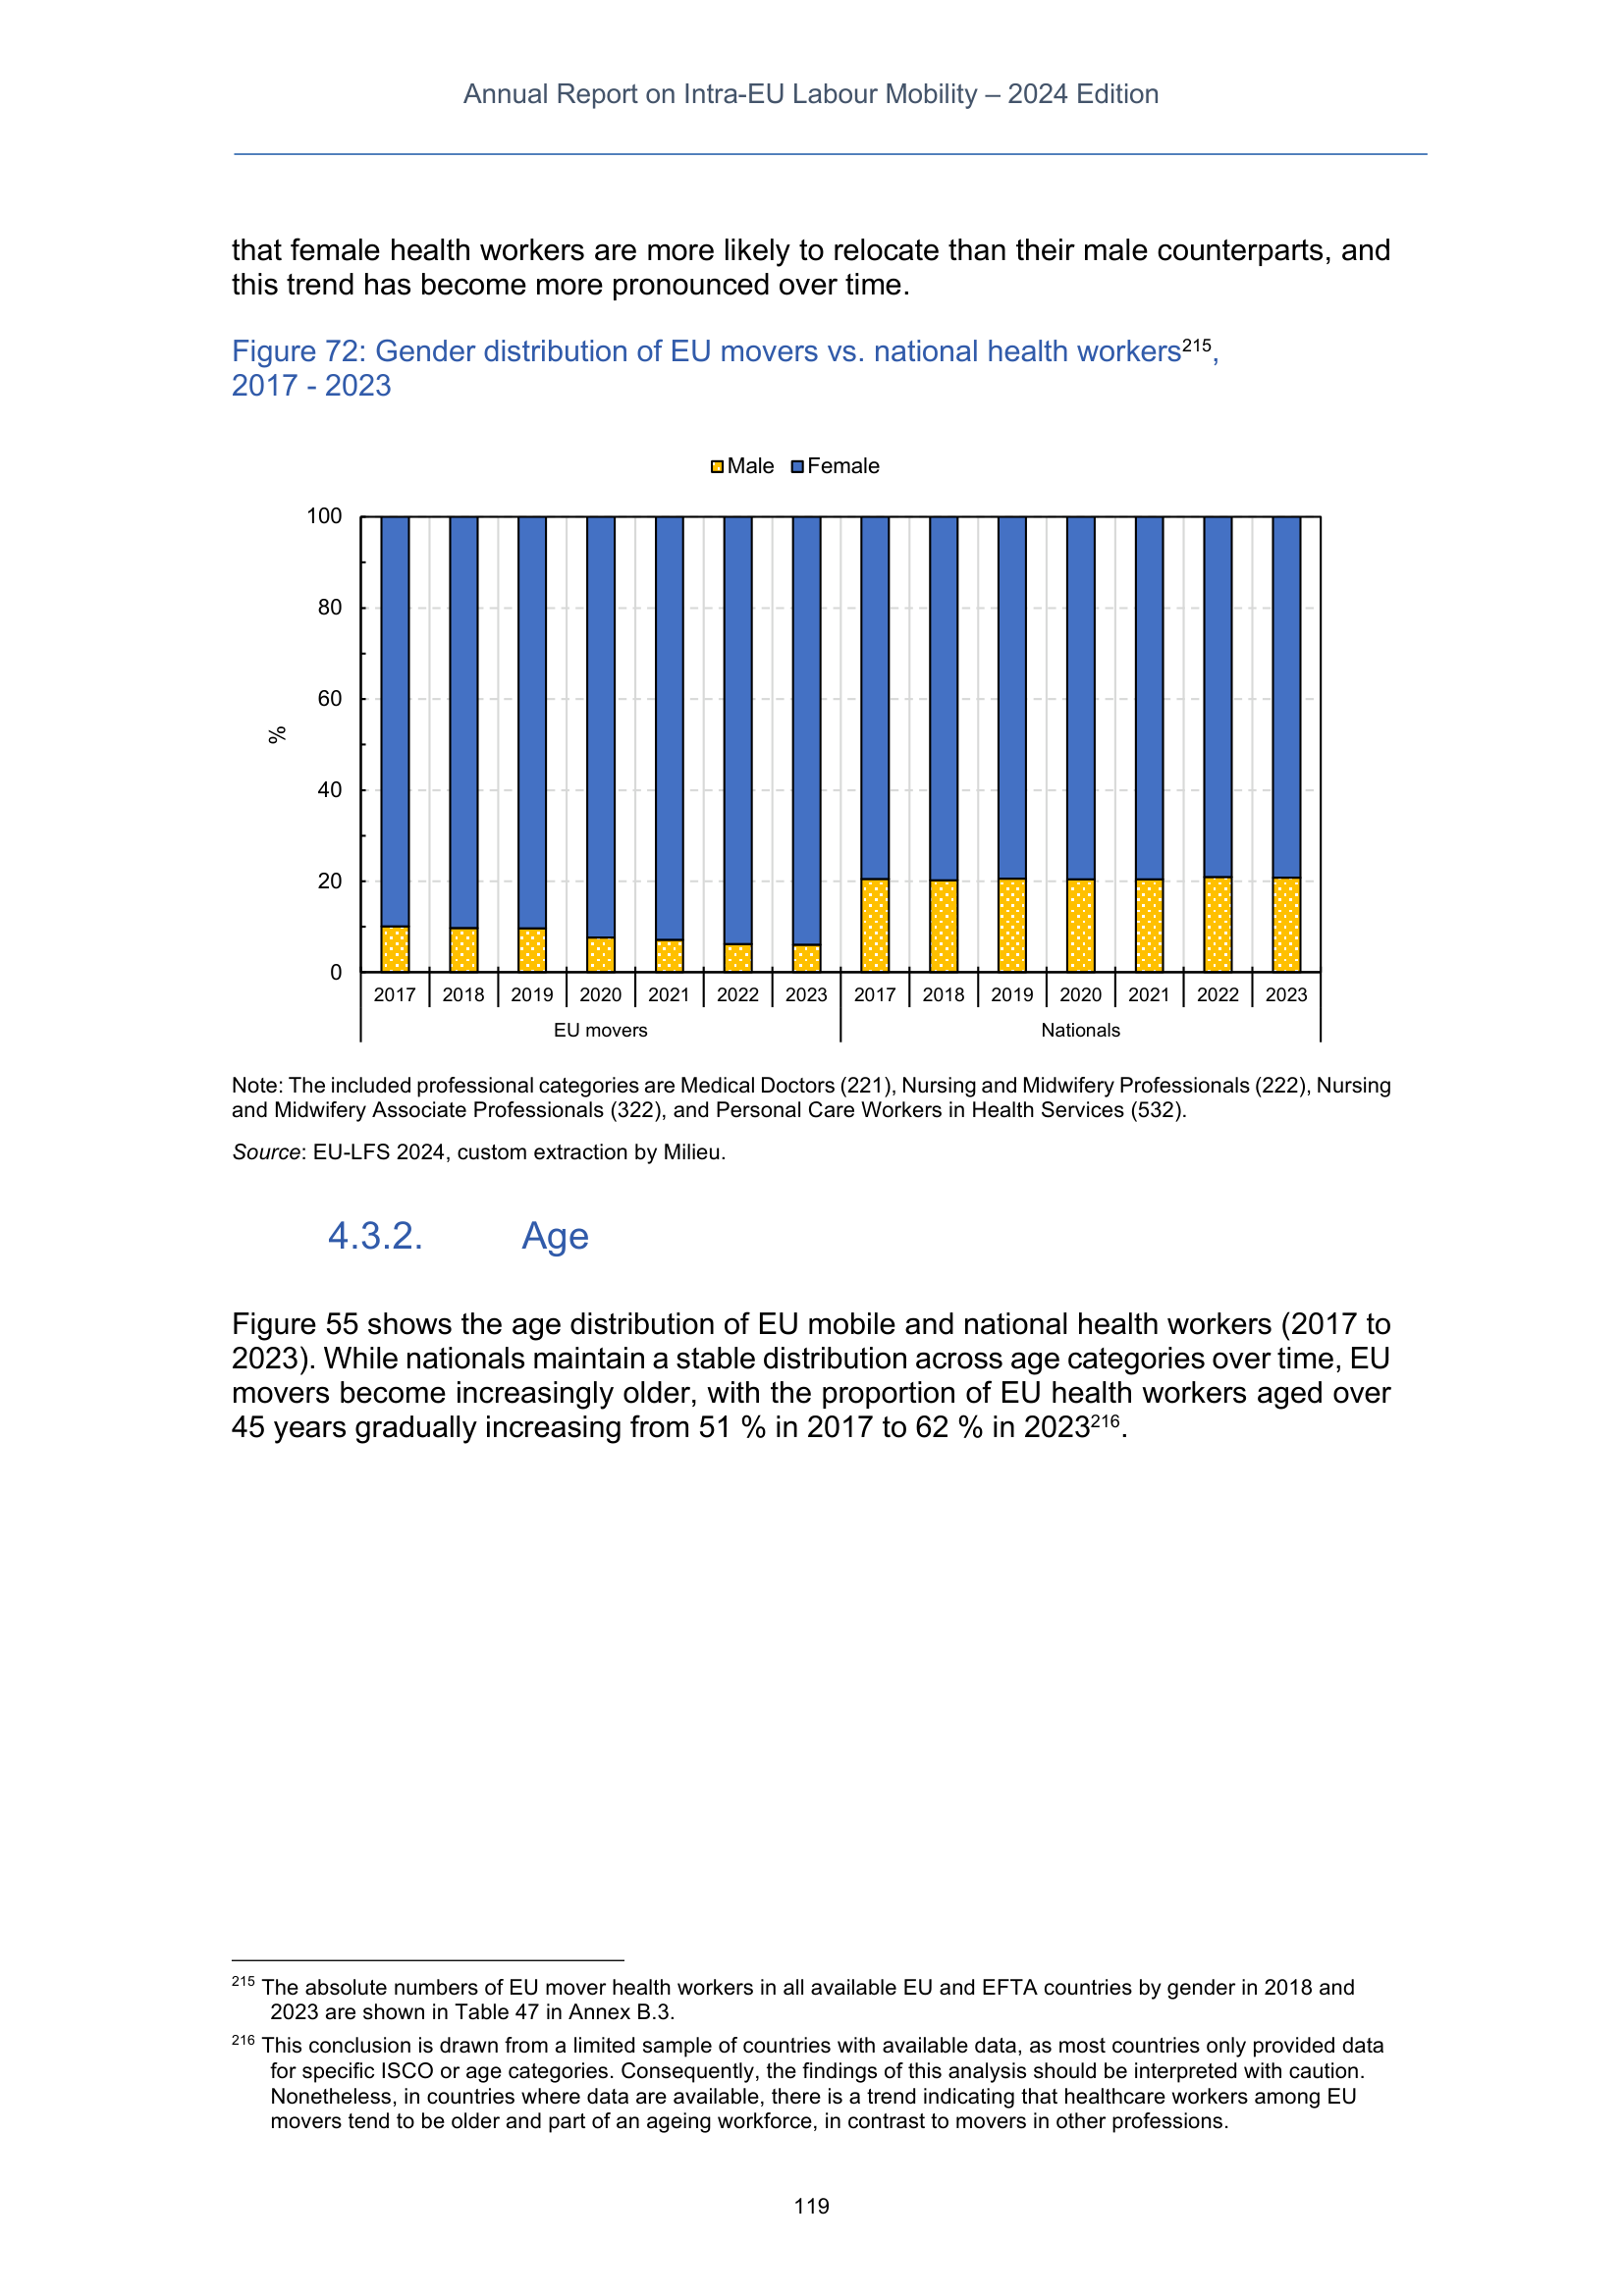 Annual Report on Intra-EU Labour Mobility – 2024 Edition
that female health workers are more likely to relocate than their male counterparts, and
this trend has become more pronounced over time.
Figure 72: Gender distribution of EU movers vs. national health workers215,
2017 - 2023
Male Female
100
80
60
40
20
0
%
2017 2018 2019 2020 2021 2022 2023 2017 2018 2019 2020 2021 2022 2023
EU movers Nationals
Note: The included professional categories are Medical Doctors (221), Nursing and Midwifery Professionals (222), Nursing
and Midwifery Associate Professionals (322), and Personal Care Workers in Health Services (532).
Source: EU-LFS 2024, custom extraction by Milieu.
4.3.2. Age
Figure 55 shows the age distribution of EU mobile and national health workers (2017 to
2023). While nationals maintain a stable distribution across age categories over time, EU
movers become increasingly older, with the proportion of EU health workers aged over
45 years gradually increasing from 51 % in 2017 to 62 % in 2023216.
215 The absolute numbers of EU mover health workers in all available EU and EFTA countries by gender in 2018 and
2023 are shown in Table 47 in Annex B.3.
216 This conclusion is drawn from a limited sample of countries with available data, as most countries only provided data
for specific ISCO or age categories. Consequently, the findings of this analysis should be interpreted with caution.
Nonetheless, in countries where data are available, there is a trend indicating that healthcare workers among EU
movers tend to be older and part of an ageing workforce, in contrast to movers in other professions.
119